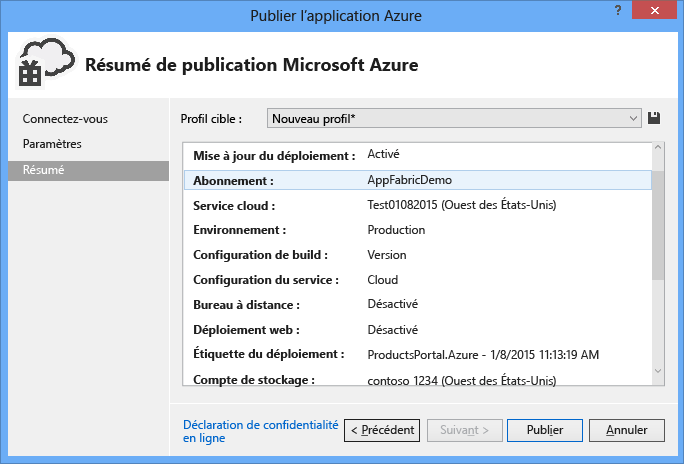 Publier l'application Azure
?
Résumé de publication Microsoft Azure
Connectez-vous
Paramètres
Résumé
Profil cible :
Nouveau profil*
Mise à jour du déploiement : Activé
Abonnement : AppFabricDemo
Service cloud : Test01082015 (Ouest des États-Unis)
Environnement : Production
Configuration de build : Version
Configuration du service : Cloud
Bureau à distance : Désactivé
Déploiement web : Désactivé
Étiquette du déploiement : ProductsPortal.Azure - 1/8/2015 11:13:19 AM
Compte de stockage : contoso 1234 (Ouest des États-Unis)
Déclaration de confidentialité
en ligne
< Précédent
Suivant >
Publier
Annuler